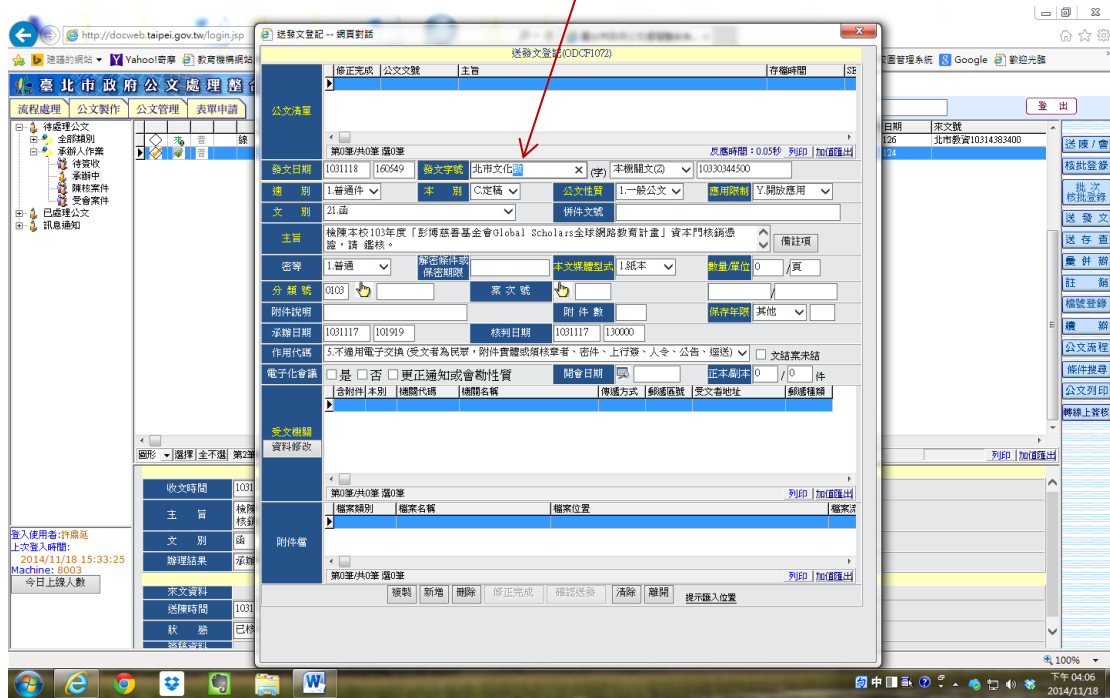 http://docweb.taipei.gov.tw/login.jsp
送發文登記 -- 網頁對話
建議的網站
Yahoo!奇摩
教育機構網站
Google
歡迎光臨
臺北市政府公文處理整合
流程處理 公文製作 公文管理 表單申請
登 出
待處理公文
全部類別
承辦人作業
待簽收
承辦中
陳核案件
受會案件
已處理公文
訊息通知
日期 來文號
126 北市教資10314383400
124
送陳/會
核批登錄
批 次
核批登錄
送 發 文
送 存 查
彙 併 辦
註 銷
檔號登錄
續 辦
公文流程
條件搜尋
公文列印
轉線上簽核
送發文登記(ODCF1072)
修正完成 公文文號 主旨 存檔時間
公文清單
第0筆/共0筆 選0筆 反應時間：0.05秒 列印 加值匯出
發文日期 1031118 160549 發文字號 北市文化 (字) 本機關文(Z) 10330344500
速 別 1.普通件 本 別 C.定稿 公文性質 1.一般公文 應用限制 Y.開放應用
文 別 21.函 併件文號
主旨 檢陳本校103年度「彭博慈善基金會Global Scholars全球網路教育計畫」資本門核銷憑
證，請 鑑核。 備註項
密等 1.普通 解密條件或
保密期限 本文媒體型式 1.紙本 數量/單位 0 /頁
分 類 號 0103 案 次 號 /
附件說明 附 件 數 保存年限 其他
承辦日期 1031117 101919 核判日期 1031117 130000
作用代碼 5.不適用電子交換(受文者為民眾，附件實體或須核章者、密件、上行簽、人令、公告、遞送) 文結案未結
電子化會議 是 否 更正通知或會勘性質 開會日期 正本/副本 0 / 0 件
含附件 本別 機關代碼 機關名稱 傳遞方式 郵遞區號 受文者地址 郵遞種類
受文機關
資料修改
第0筆/共0筆 選0筆 列印 加值匯出
檔案類別 檔案名稱 檔案位置
附件檔
第0筆/共0筆 選0筆 列印 加值匯出
複製 新增 刪除 修正完成 確認送發 清除 離開 提示匯入位置
圖形 選擇 全不選 第2筆
列印 加值匯出
收文時間 1031
主 旨 檢陳
核銷
文 別 函
辦理結果 承辦
來文資料
送陳時間 1031
狀 態 已核
登入使用者:許鼎延
上次登入時間:
2014/11/18 15:33:25
Machine: 8003
今日上線人數
100%
下午 04:06
2014/11/18